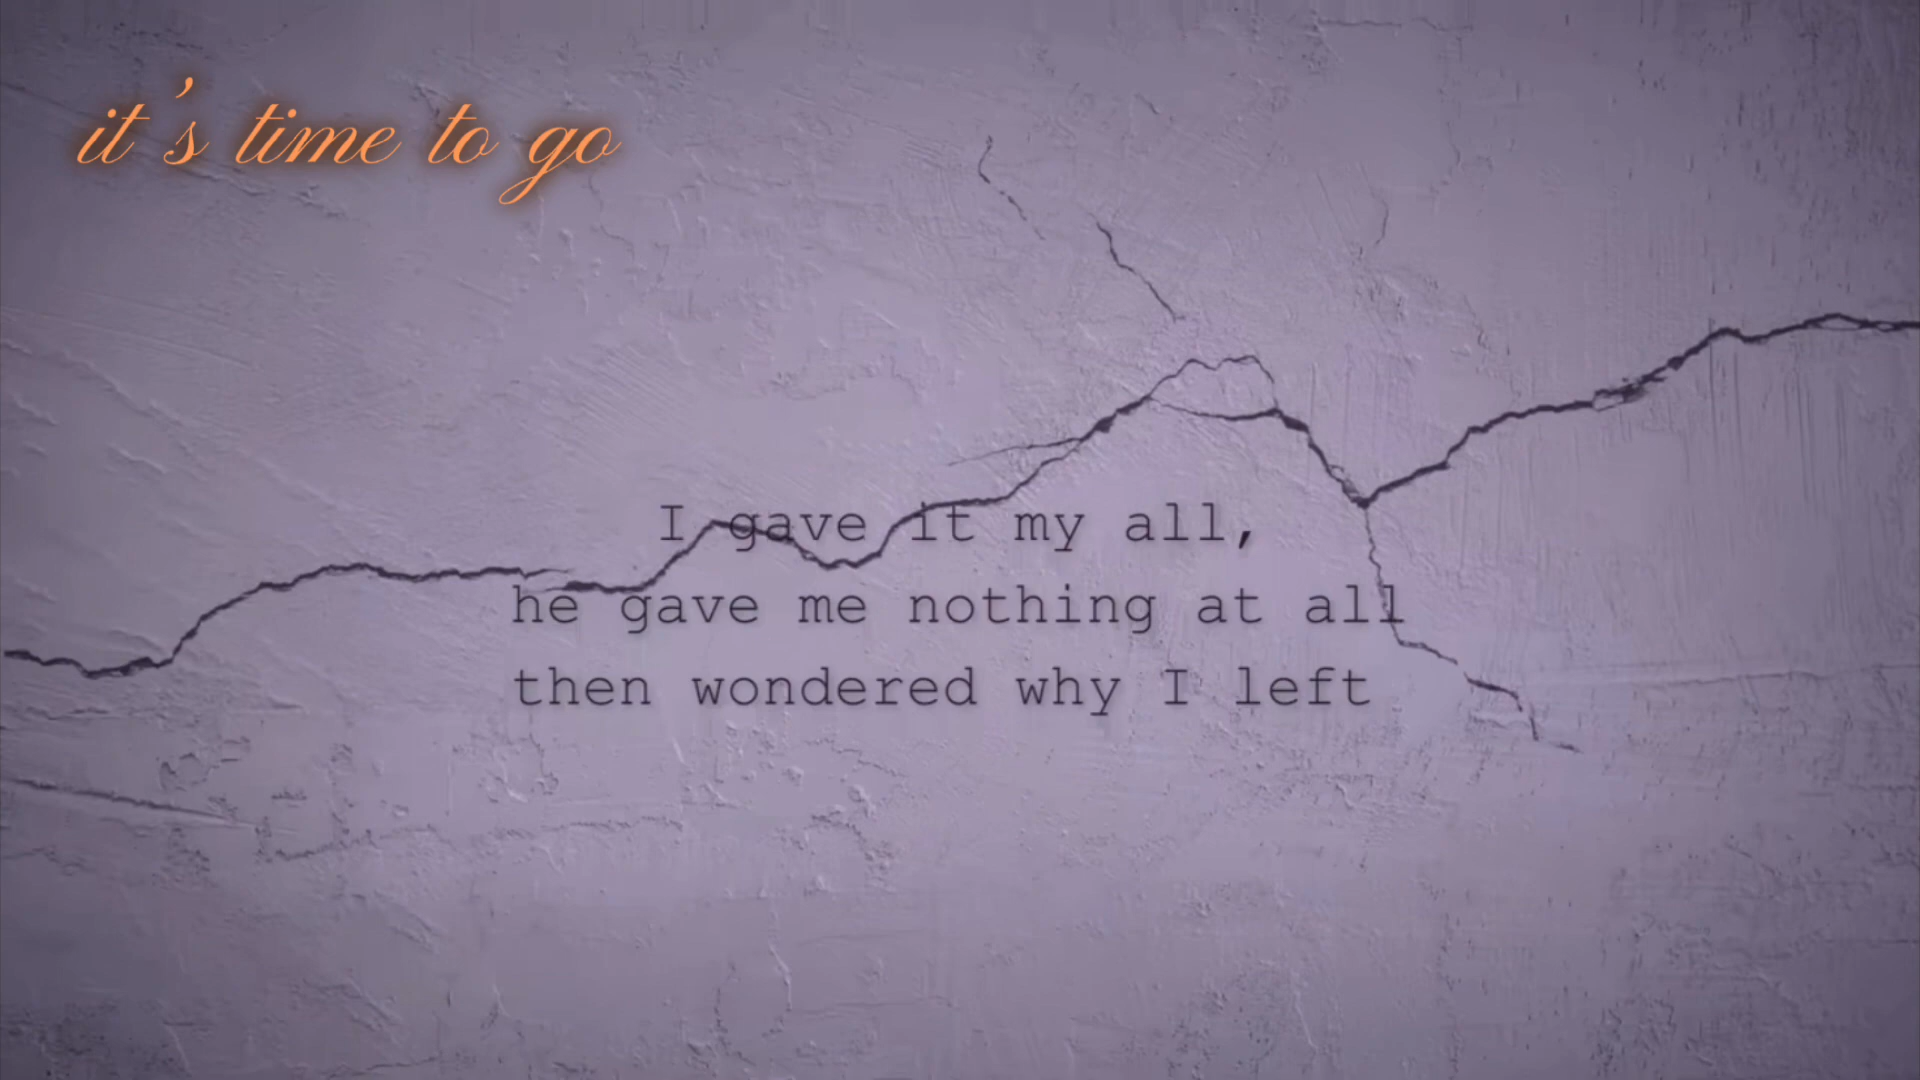 it's time to go
I gave it my all,
he gave me nothing at all
then wondered why I left